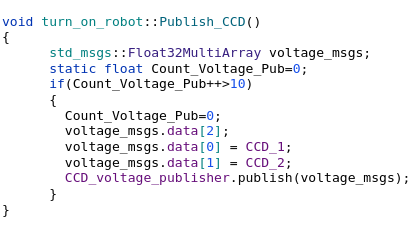 void turn_on_robot::Publish_CCD()
{
      std_msgs::Float32MultiArray voltage_msgs;
      static float Count_Voltage_Pub=0;
      if(Count_Voltage_Pub++>10)
      {
        Count_Voltage_Pub=0;
        voltage_msgs.data[2];
        voltage_msgs.data[0] = CCD_1;
        voltage_msgs.data[1] = CCD_2;
        CCD_voltage_publisher.publish(voltage_msgs);
      }
}